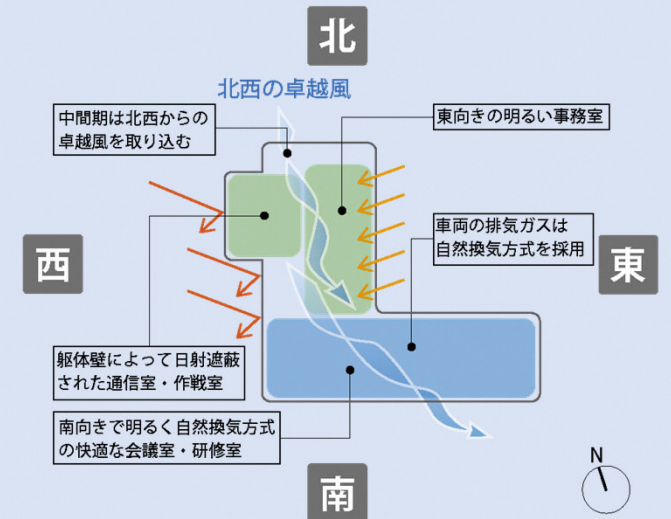 北
北西の卓越風
中間期は北西からの
卓越風を取り込む
東向きの明るい事務室
車両の排気ガスは
自然換気方式を採用
西
東
躯体壁によって日射遮蔽
された通信室・作戦室
南向きで明るく自然換気方式
の快適な会議室・研修室
南
N